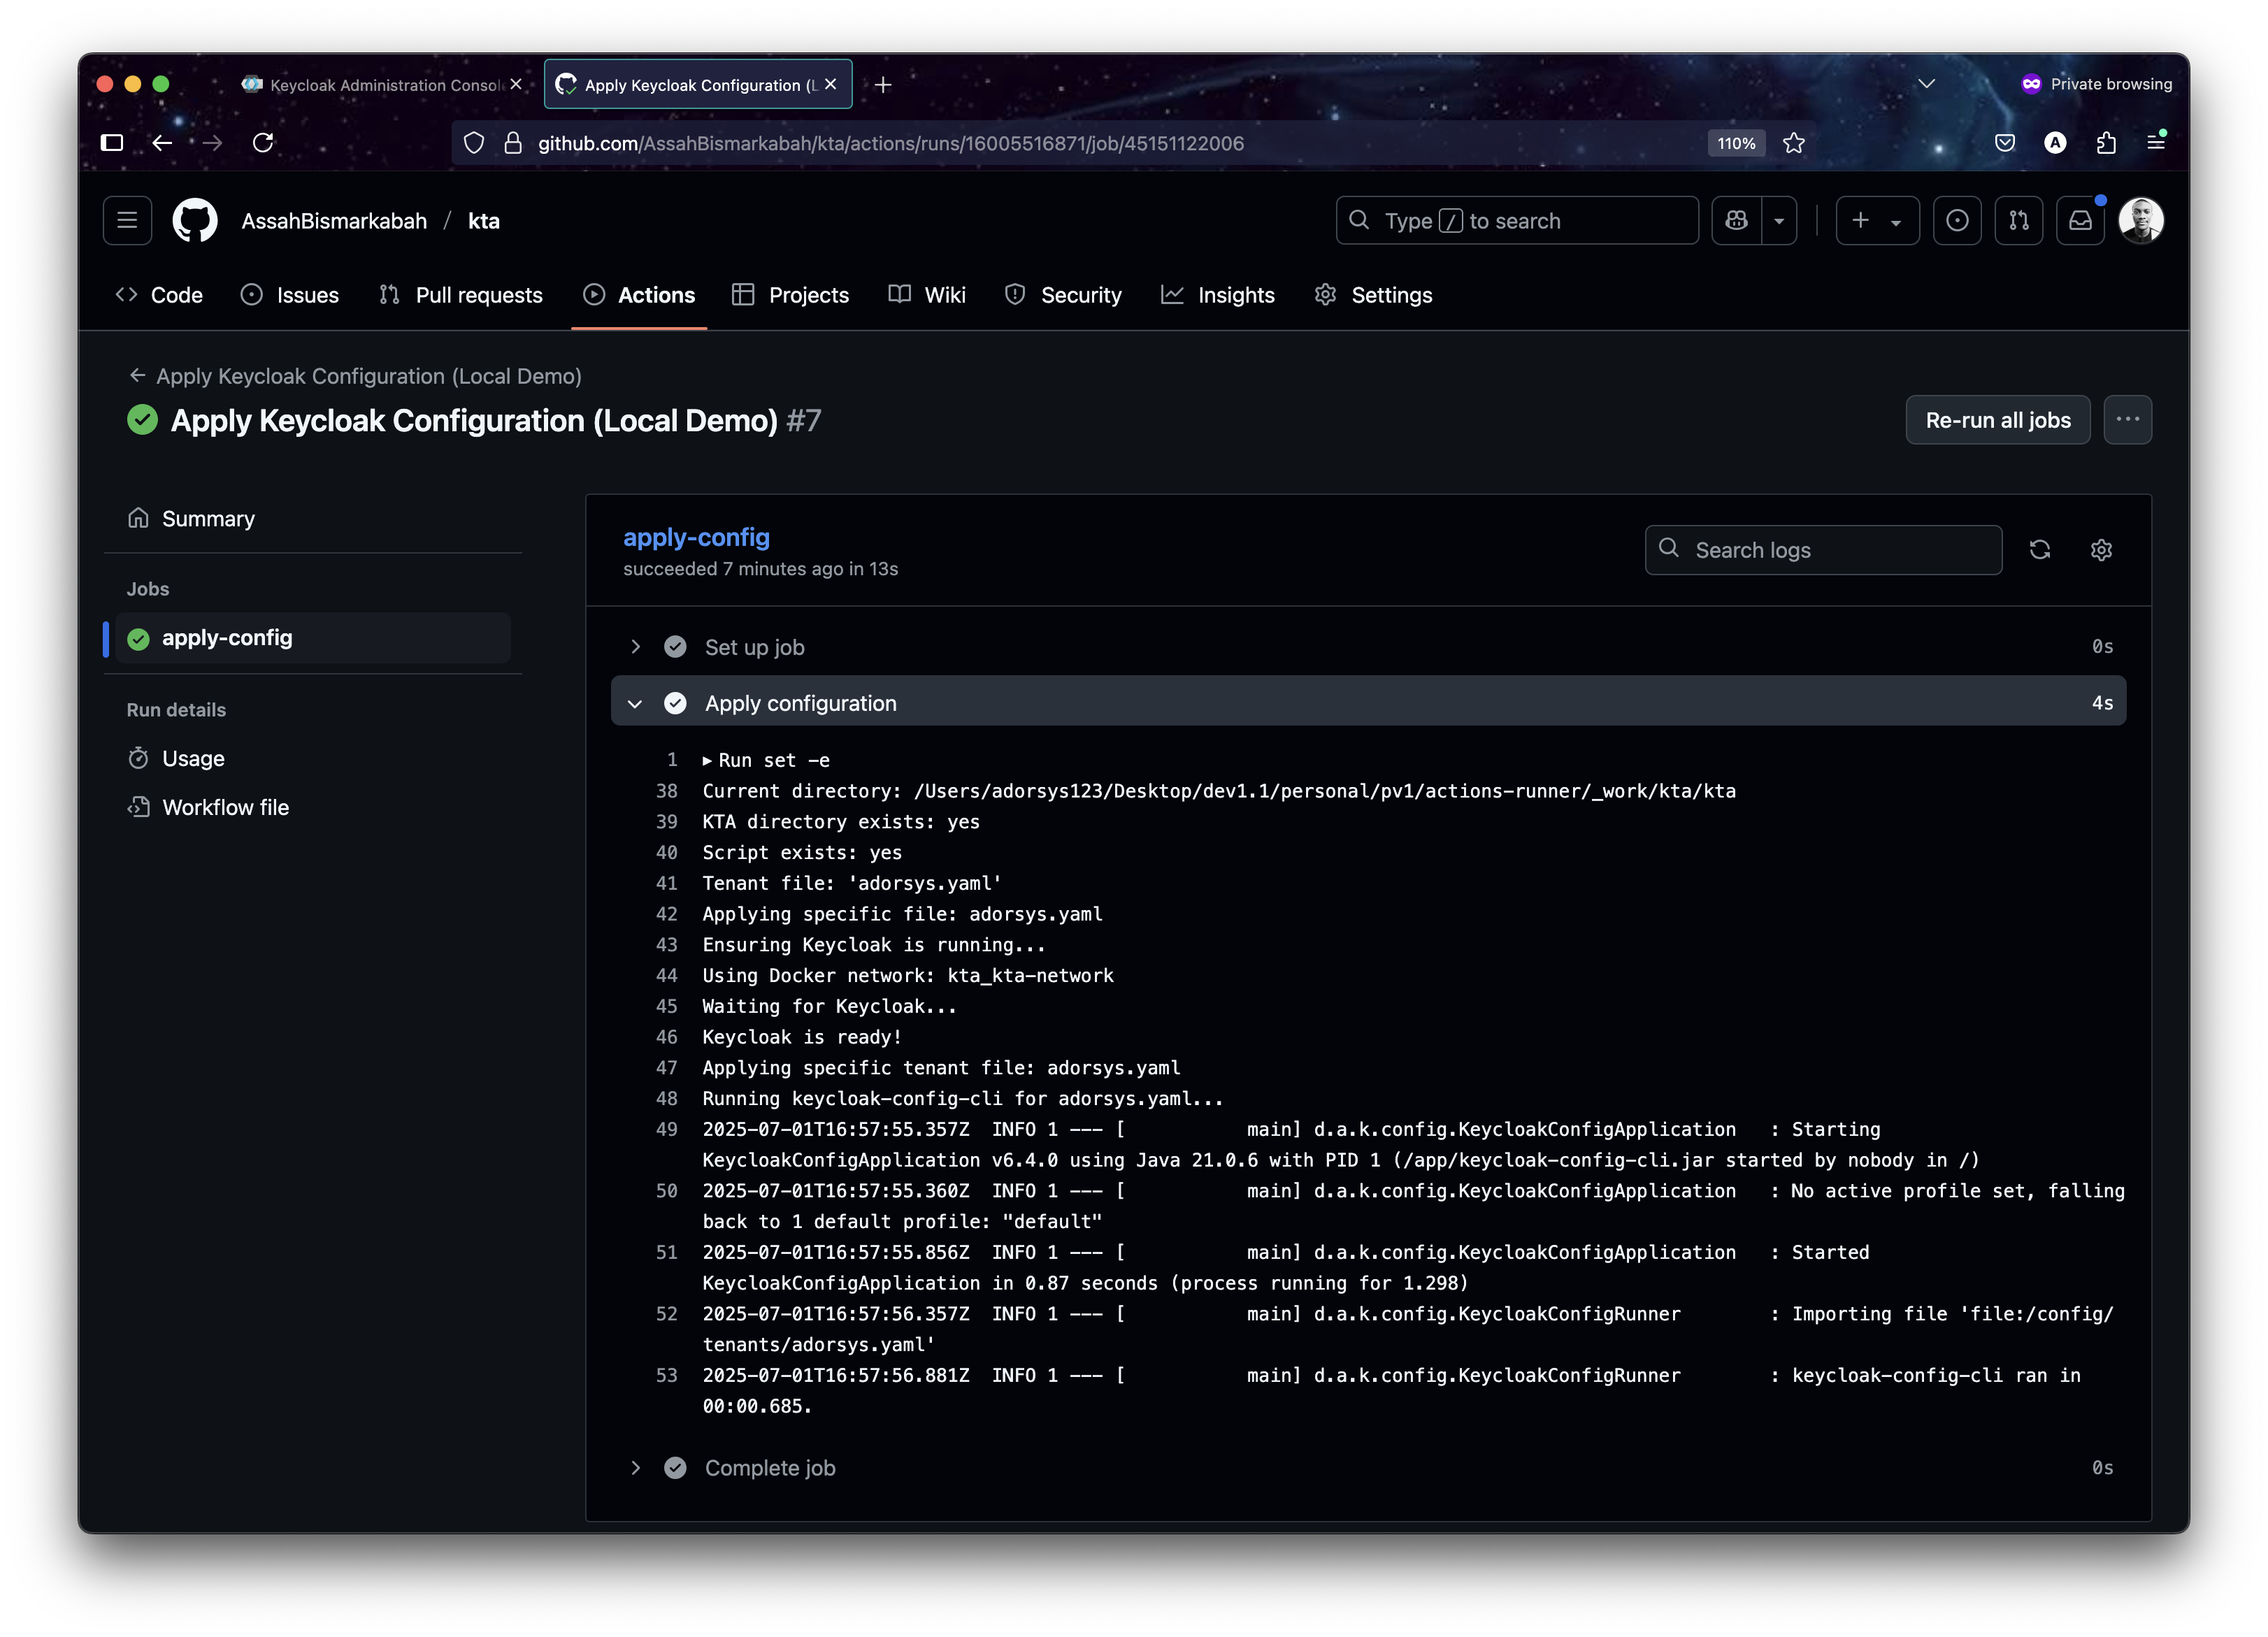 Keycloak Administration Consol
Apply Keycloak Configuration (L
Private browsing
github.com/AssahBismarkabah/kta/actions/runs/16005516871/job/45151122006
110%
A
AssahBismarkabah / kta
Type / to search
Code
Issues
Pull requests
Actions
Projects
Wiki
Security
Insights
Settings
Apply Keycloak Configuration (Local Demo)
Apply Keycloak Configuration (Local Demo) #7
Re-run all jobs
Summary
Jobs
apply-config
Run details
Usage
Workflow file
apply-config
succeeded 7 minutes ago in 13s
Search logs
Set up job 0s
Apply configuration 4s
1 Run set -e
38 Current directory: /Users/adorsys123/Desktop/dev1.1/personal/pv1/actions-runner/_work/kta/kta
39 KTA directory exists: yes
40 Script exists: yes
41 Tenant file: 'adorsys.yaml'
42 Applying specific file: adorsys.yaml
43 Ensuring Keycloak is running...
44 Using Docker network: kta_kta-network
45 Waiting for Keycloak...
46 Keycloak is ready!
47 Applying specific tenant file: adorsys.yaml
48 Running keycloak-config-cli for adorsys.yaml...
49 2025-07-01T16:57:55.357Z  INFO 1 --- [           main] d.a.k.config.KeycloakConfigApplication   : Starting
KeycloakConfigApplication v6.4.0 using Java 21.0.6 with PID 1 (/app/keycloak-config-cli.jar started by nobody in /)
50 2025-07-01T16:57:55.360Z  INFO 1 --- [           main] d.a.k.config.KeycloakConfigApplication   : No active profile set, falling
back to 1 default profile: "default"
51 2025-07-01T16:57:55.856Z  INFO 1 --- [           main] d.a.k.config.KeycloakConfigApplication   : Started
KeycloakConfigApplication in 0.87 seconds (process running for 1.298)
52 2025-07-01T16:57:56.357Z  INFO 1 --- [           main] d.a.k.config.KeycloakConfigRunner        : Importing file 'file:/config/
tenants/adorsys.yaml'
53 2025-07-01T16:57:56.881Z  INFO 1 --- [           main] d.a.k.config.KeycloakConfigRunner        : keycloak-config-cli ran in
00:00.685.
Complete job 0s